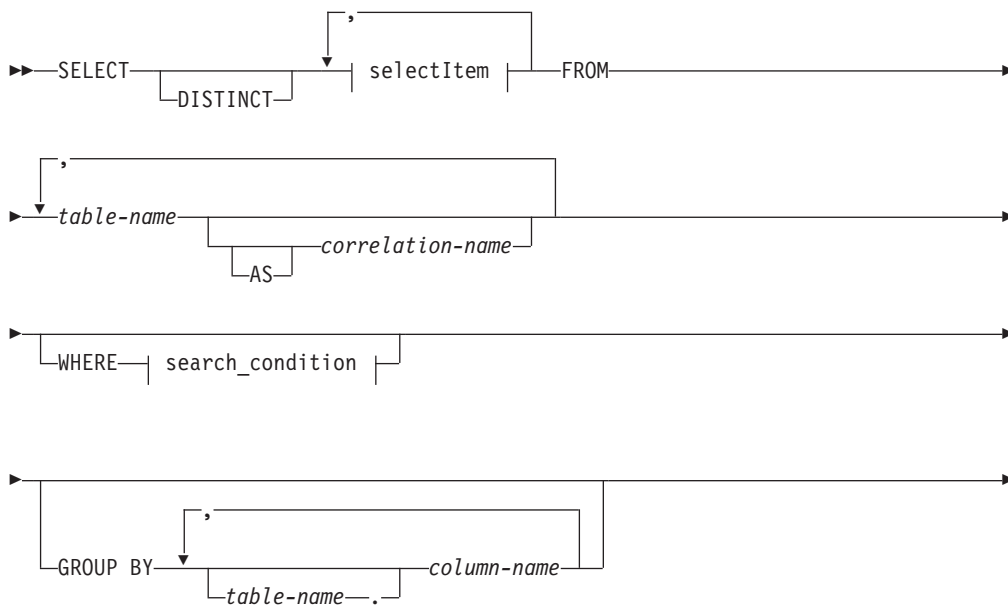 ,
SELECT DISTINCT selectItem FROM
,
table-name AS correlation-name
WHERE search_condition
,
GROUP BY table-name . column-name